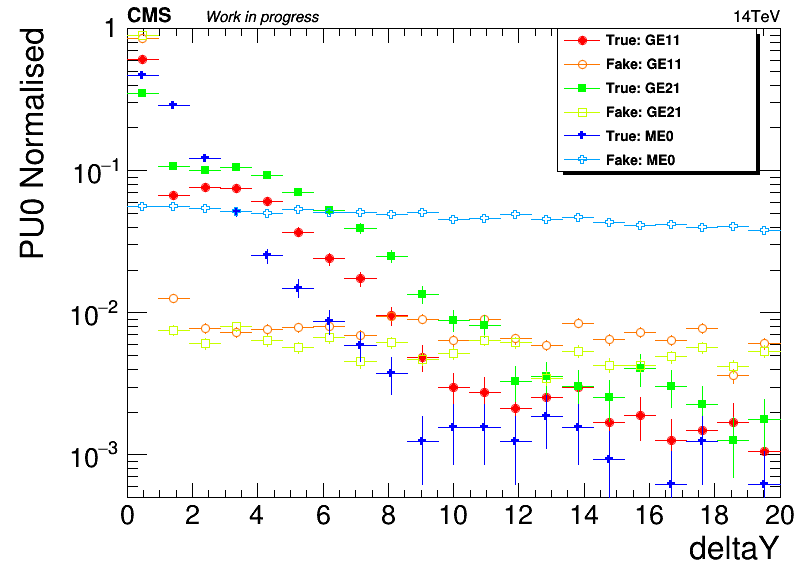 CMS Work in progress 14TeV
PU0 Normalised
1
10⁻¹
10⁻²
10⁻³
True: GE11
Fake: GE11
True: GE21
Fake: GE21
True: ME0
Fake: ME0
0 2 4 6 8 10 12 14 16 18 20
deltaY